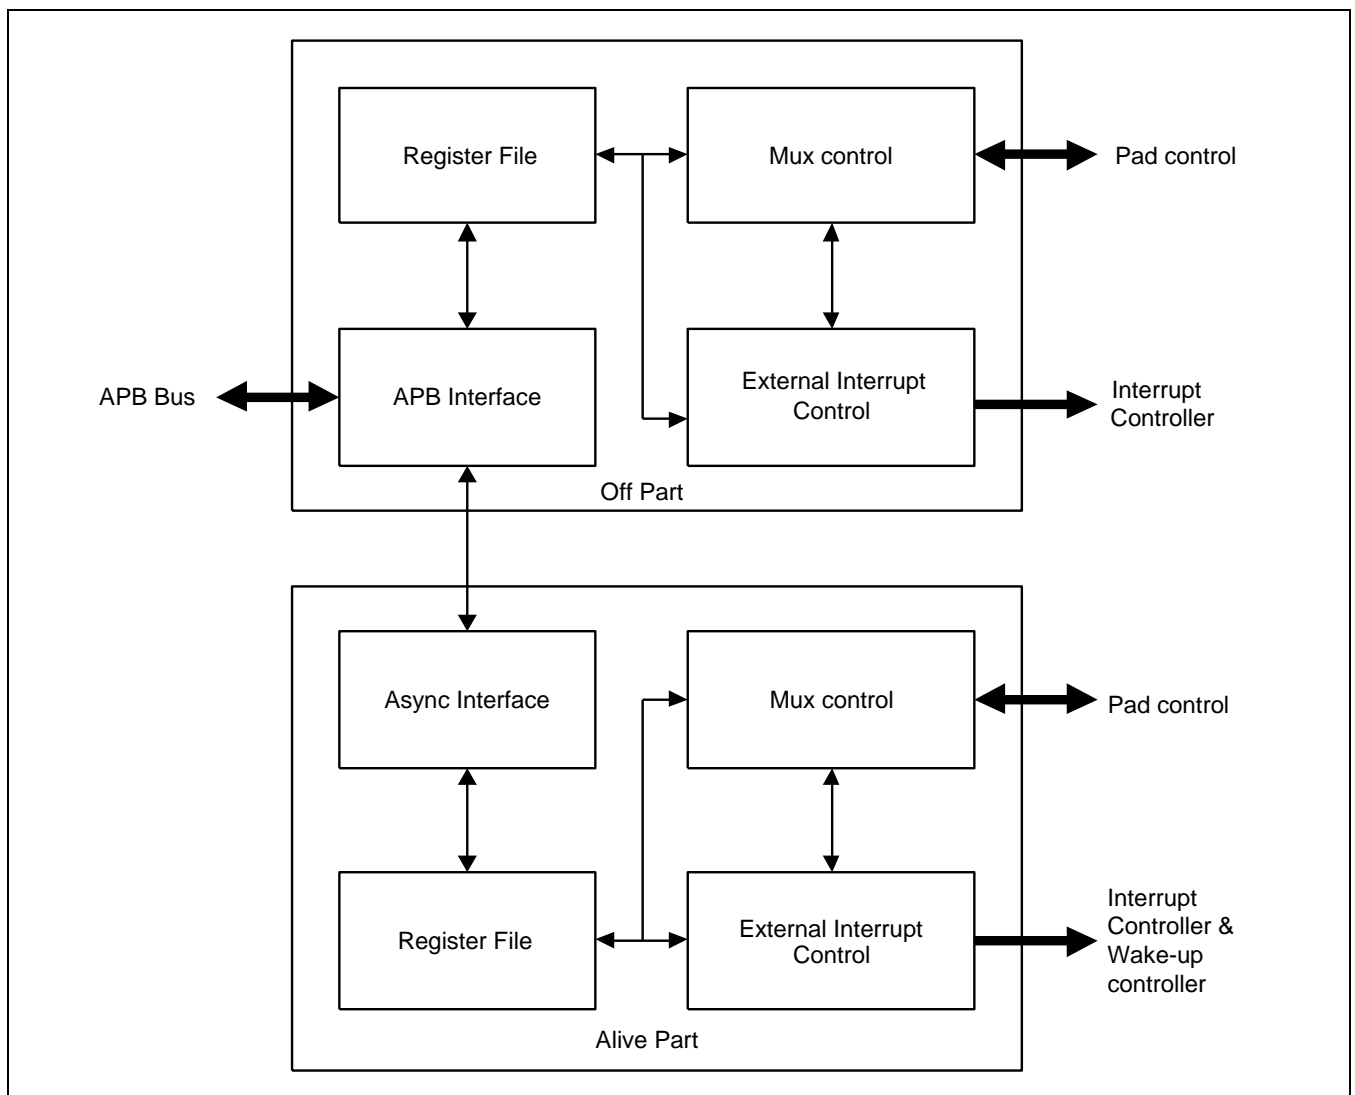 Register File
Mux control
Pad control
APB Bus
APB Interface
External Interrupt
Control
Interrupt
Controller
Off Part
Async Interface
Mux control
Pad control
Register File
External Interrupt
Control
Interrupt
Controller &
Wake-up
controller
Alive Part